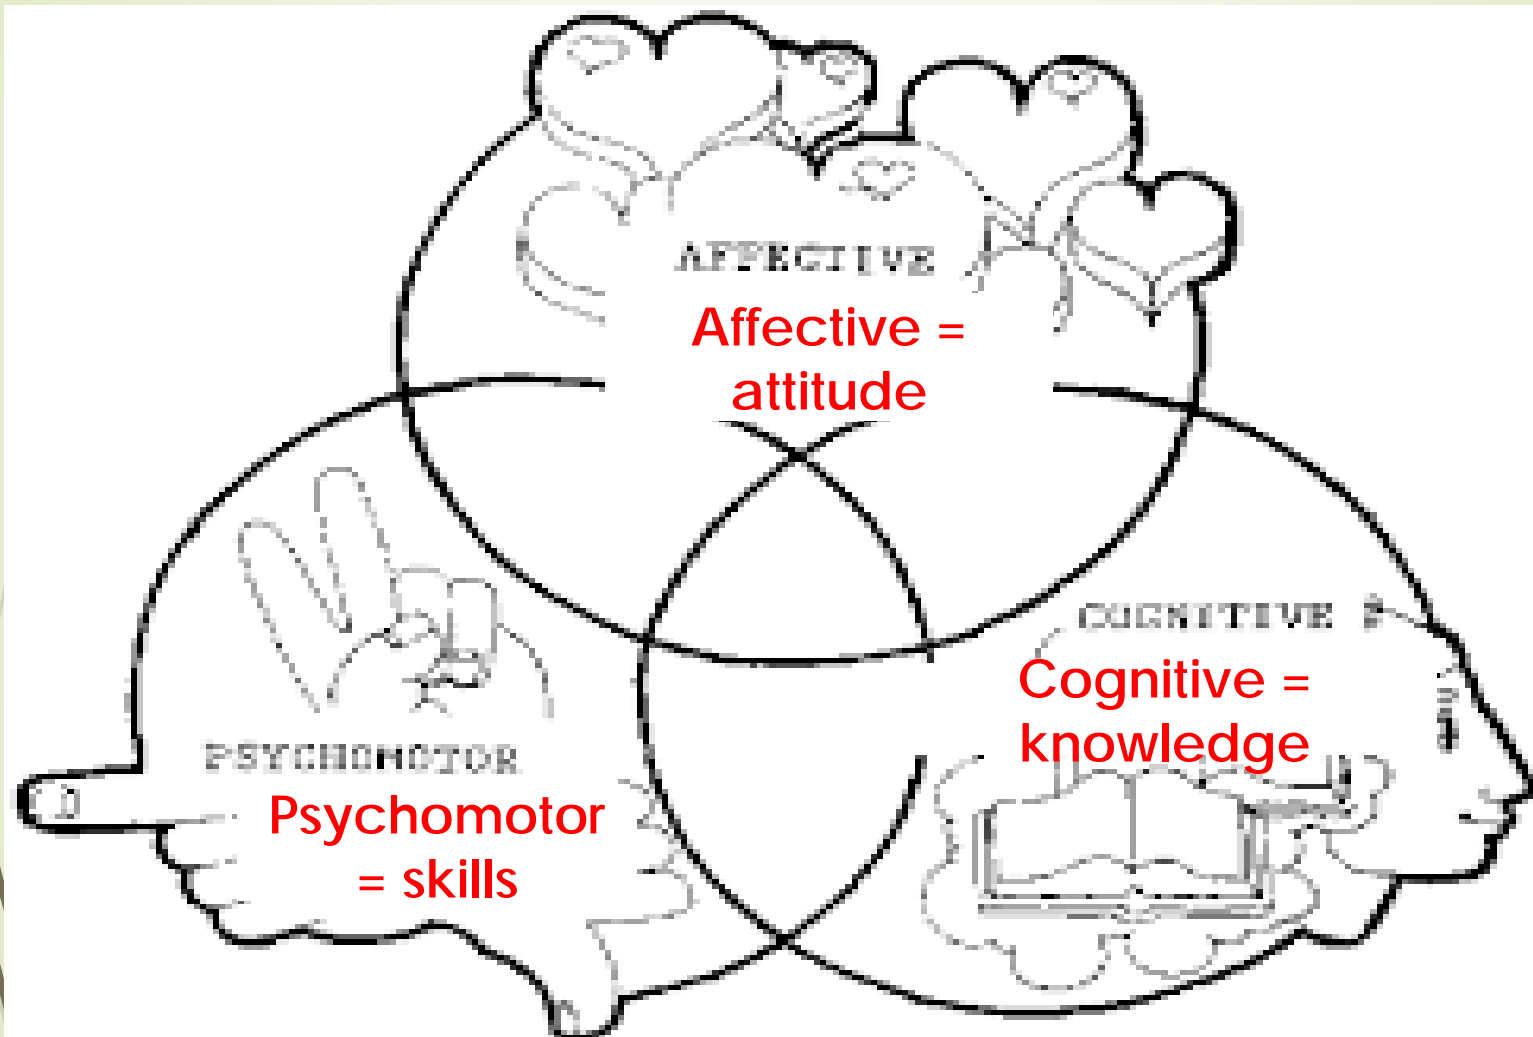 AFFECTIVE
Affective =
attitude
COGNITIVE
Cognitive =
knowledge
PSYCHOMOTOR
Psychomotor
= skills